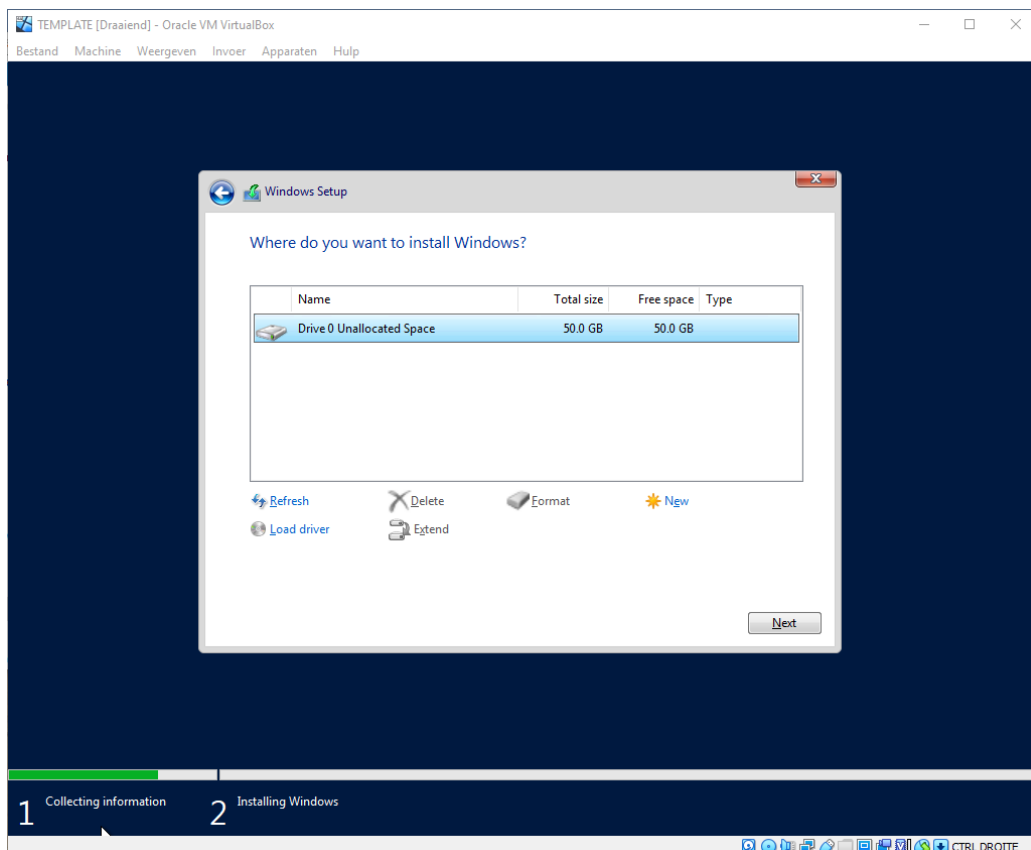 TEMPLATE [Draaiend] - Oracle VM VirtualBox
Bestand Machine Weergeven Invoer Apparaten Hulp
Windows Setup
Where do you want to install Windows?
Name Total size Free space Type
Drive 0 Unallocated Space 50.0 GB 50.0 GB
Refresh Delete Format New
Load driver Extend
Next
1 Collecting information 2 Installing Windows
CTRL DROITE